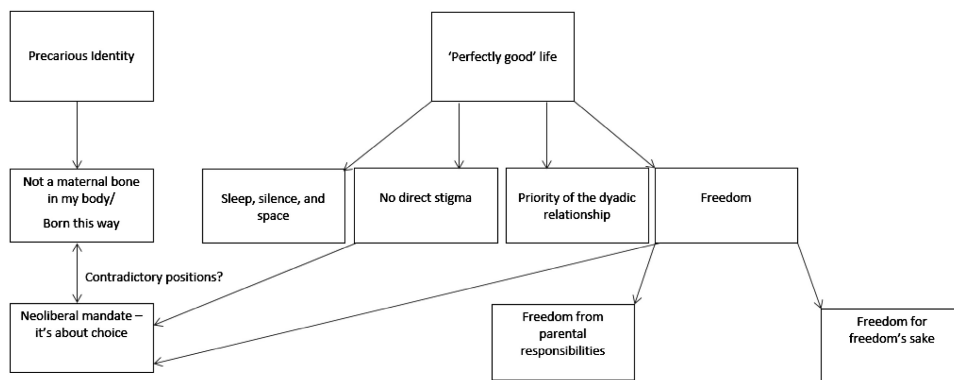 Precarious Identity
‘Perfectly good’ life
Not a maternal bone
in my body/
Born this way
Sleep, silence, and
space
No direct stigma
Priority of the dyadic
relationship
Freedom
Contradictory positions?
Neoliberal mandate –
it’s about choice
Freedom from
parental
responsibilities
Freedom for
freedom’s sake